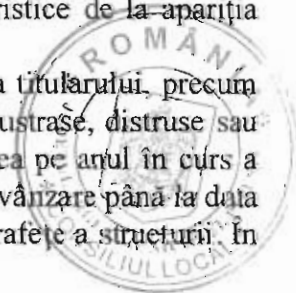 ristice de la apariția
a titularului, precum
ustrase, distruse sau
ea pe anul în curs a
vânzare până la data
rafețe a structurii. În
ROMÂN